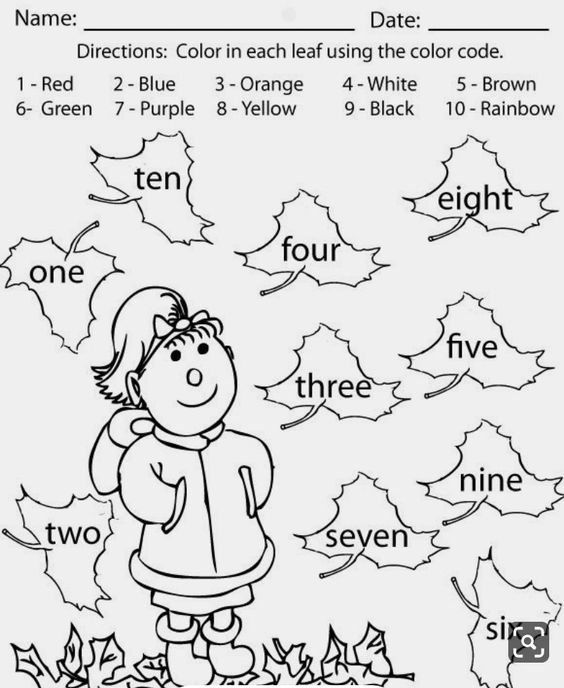 Name: Date:
Directions: Color in each leaf using the color code.
1 - Red 2 - Blue 3 - Orange 4 - White 5 - Brown
6- Green 7 - Purple 8 - Yellow 9 - Black 10 - Rainbow
ten
eight
four
one
five
three
nine
two
seven
six